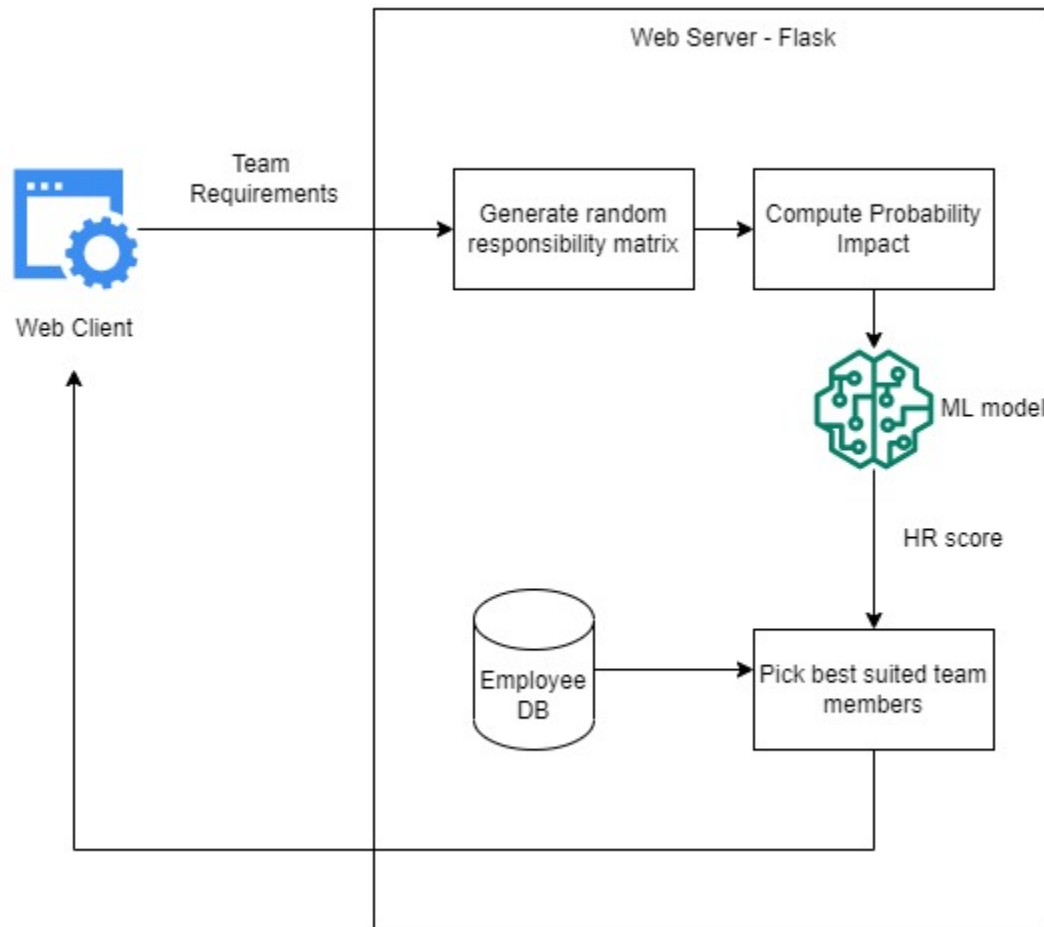 Web Server - Flask
Team
Requirements
Generate random
responsibility matrix
Compute Probability
Impact
Web Client
ML model
HR score
Employee
DB
Pick best suited team
members